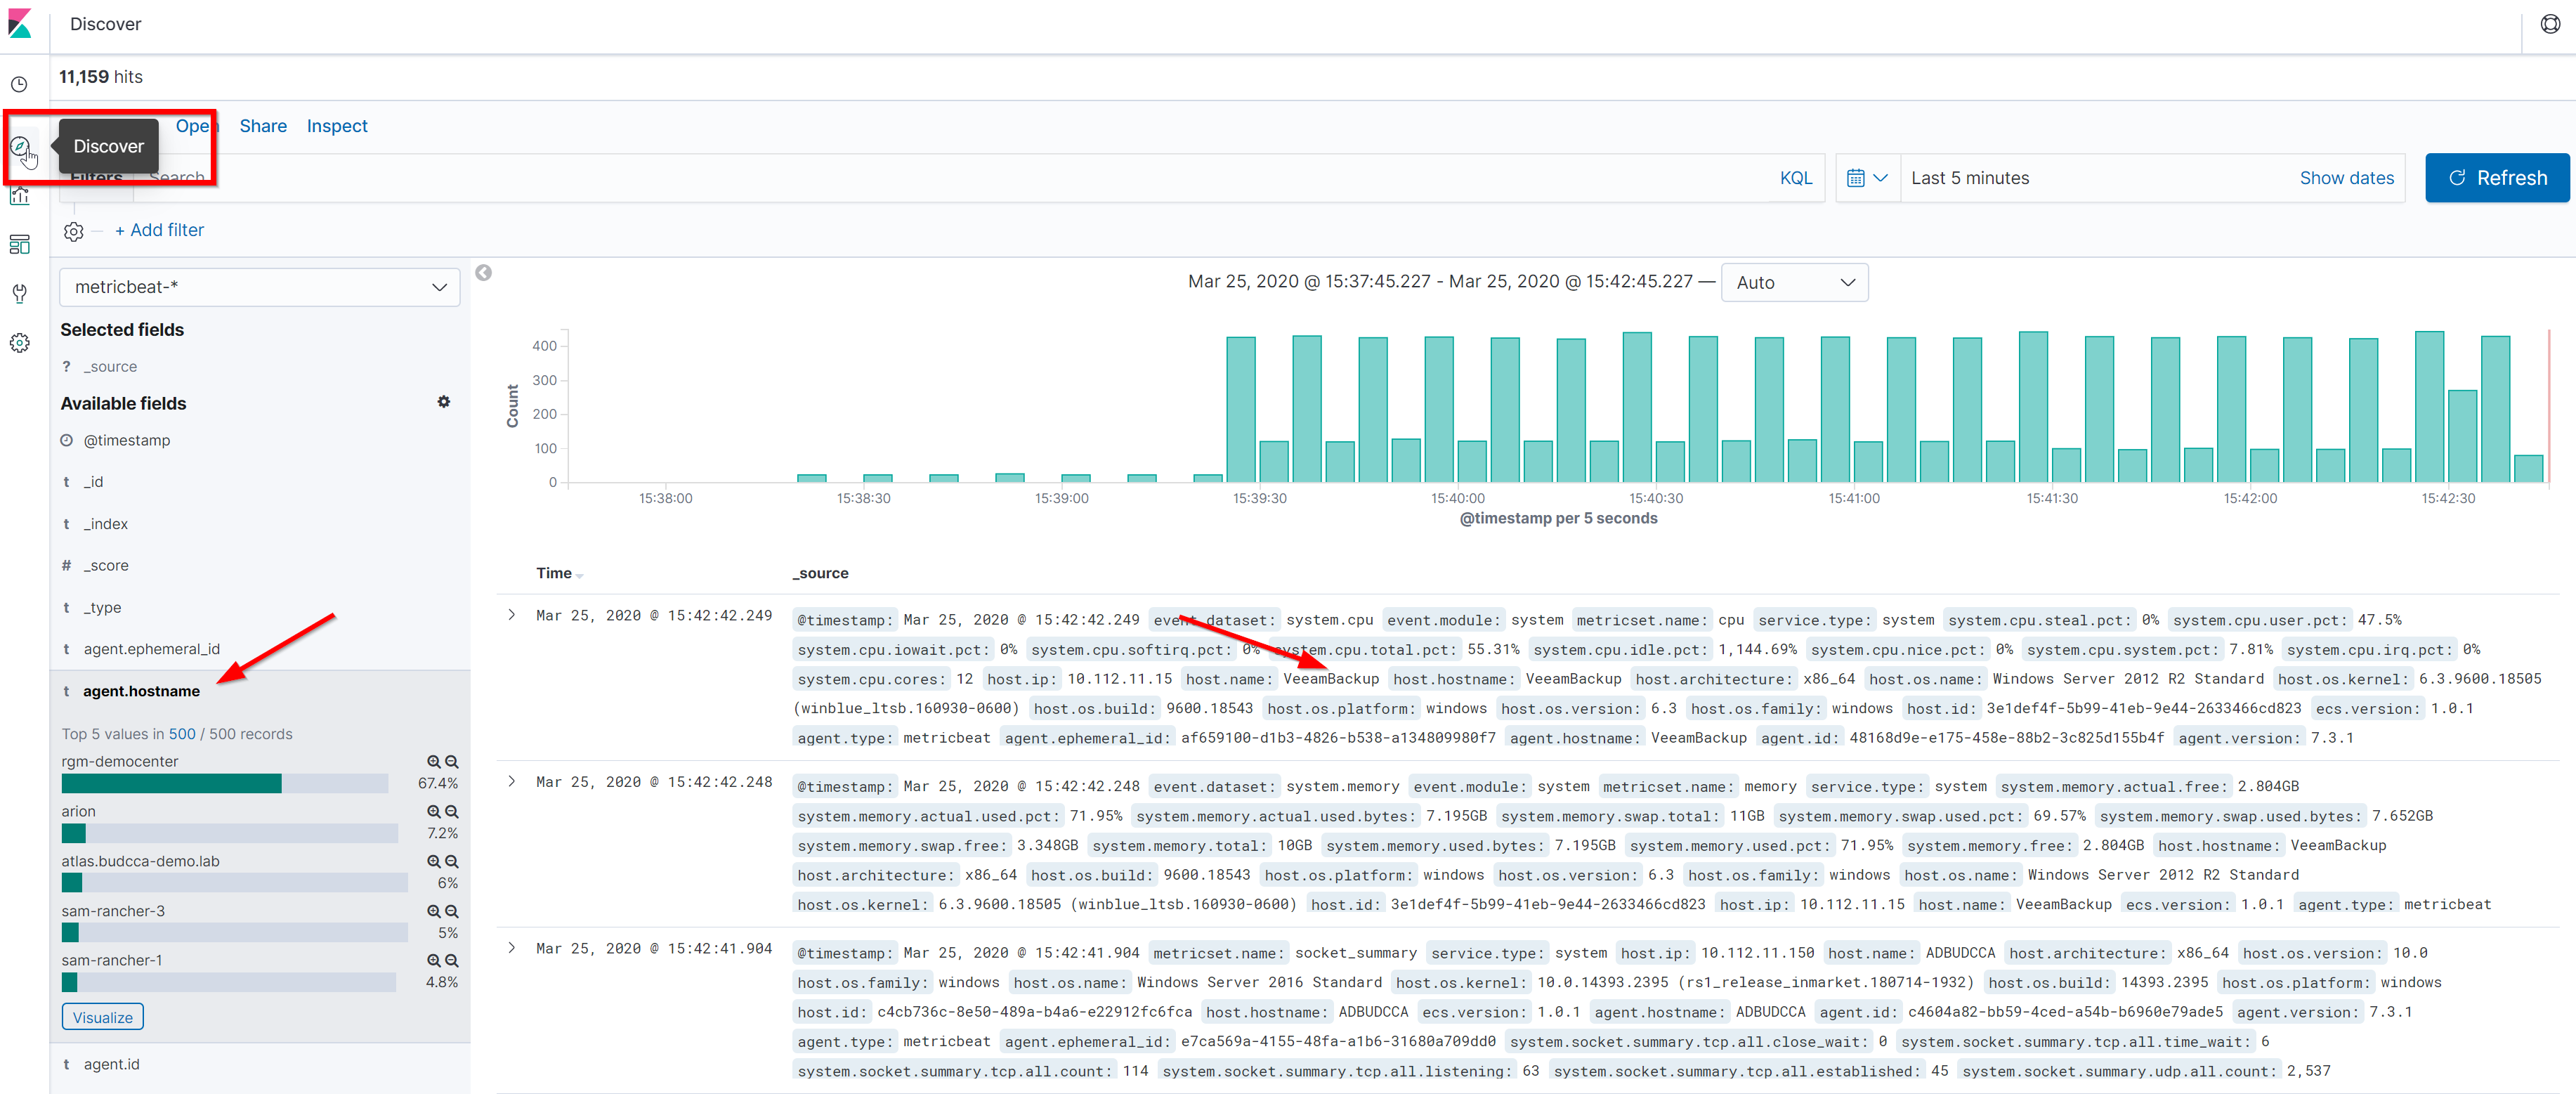 Discover
11,159 hits
Open Share Inspect
Discover
Filters Search KQL Last 5 minutes Show dates Refresh
+ Add filter
metricbeat-*
Selected fields
? _source
Available fields
@timestamp
t _id
t _index
# _score
t _type
agent.ephemeral_id
t agent.hostname
Top 5 values in 500 / 500 records
rgm-democenter
67.4%
arion
7.2%
atlas.budcca-demo.lab
6%
sam-rancher-3
5%
sam-rancher-1
4.8%
Visualize
t agent.id
Mar 25, 2020 @ 15:37:45.227 - Mar 25, 2020 @ 15:42:45.227 — Auto
Count
400
300
200
100
0
15:38:00 15:38:30 15:39:00 15:39:30 15:40:00 15:40:30 15:41:00 15:41:30 15:42:00 15:42:30
@timestamp per 5 seconds
Time _source
Mar 25, 2020 @ 15:42:42.249 @timestamp: Mar 25, 2020 @ 15:42:42.249 event.dataset: system.cpu event.module: system metricset.name: cpu service.type: system system.cpu.steal.pct: 0% system.cpu.user.pct: 47.5%
system.cpu.iowait.pct: 0% system.cpu.softirq.pct: 0% system.cpu.total.pct: 55.31% system.cpu.idle.pct: 1,144.69% system.cpu.nice.pct: 0% system.cpu.system.pct: 7.81% system.cpu.irq.pct: 0%
system.cpu.cores: 12 host.ip: 10.112.11.15 host.name: VeeamBackup host.hostname: VeeamBackup host.architecture: x86_64 host.os.name: Windows Server 2012 R2 Standard host.os.kernel: 6.3.9600.18505
(winblue_ltsb.160930-0600) host.os.build: 9600.18543 host.os.platform: windows host.os.version: 6.3 host.os.family: windows host.id: 3e1def4f-5b99-41eb-9e44-2633466cd823 ecs.version: 1.0.1
agent.type: metricbeat agent.ephemeral_id: af659100-d1b3-4826-b538-a134809980f7 agent.hostname: VeeamBackup agent.id: 48168d9e-e175-458e-88b2-3c825d155b4f agent.version: 7.3.1
Mar 25, 2020 @ 15:42:42.248 @timestamp: Mar 25, 2020 @ 15:42:42.248 event.dataset: system.memory event.module: system metricset.name: memory service.type: system system.memory.actual.free: 2.804GB
system.memory.actual.used.pct: 71.95% system.memory.actual.used.bytes: 7.195GB system.memory.swap.total: 11GB system.memory.swap.used.pct: 69.57% system.memory.swap.used.bytes: 7.652GB
system.memory.swap.free: 3.348GB system.memory.total: 10GB system.memory.used.bytes: 7.195GB system.memory.used.pct: 71.95% system.memory.free: 2.804GB host.hostname: VeeamBackup
host.architecture: x86_64 host.os.build: 9600.18543 host.os.platform: windows host.os.version: 6.3 host.os.family: windows host.os.name: Windows Server 2012 R2 Standard
host.os.kernel: 6.3.9600.18505 (winblue_ltsb.160930-0600) host.id: 3e1def4f-5b99-41eb-9e44-2633466cd823 host.ip: 10.112.11.15 host.name: VeeamBackup ecs.version: 1.0.1 agent.type: metricbeat
Mar 25, 2020 @ 15:42:41.904 @timestamp: Mar 25, 2020 @ 15:42:41.904 metricset.name: socket_summary service.type: system host.ip: 10.112.11.150 host.name: ADBUDCCA host.architecture: x86_64 host.os.version: 10.0
host.os.family: windows host.os.name: Windows Server 2016 Standard host.os.kernel: 10.0.14393.2395 (rs1_release_inmarket.180714-1932) host.os.build: 14393.2395 host.os.platform: windows
host.id: c4cb736c-8e50-489a-b4a6-e22912fc6fca host.hostname: ADBUDCCA ecs.version: 1.0.1 agent.hostname: ADBUDCCA agent.id: c4604a82-bb59-4ced-a54b-b6960e79ade5 agent.version: 7.3.1
agent.type: metricbeat agent.ephemeral_id: e7ca569a-4155-48fa-a1b6-31680a709dd0 system.socket.summary.tcp.all.close_wait: 0 system.socket.summary.tcp.all.time_wait: 6
system.socket.summary.tcp.all.count: 114 system.socket.summary.tcp.all.listening: 63 system.socket.summary.tcp.all.established: 45 system.socket.summary.udp.all.count: 2,537